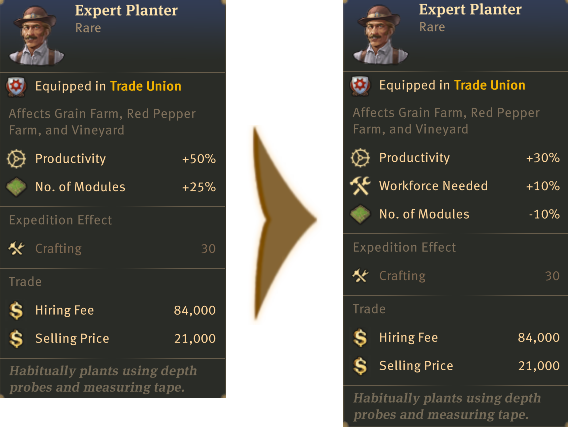 Expert Planter
Rare
Equipped in Trade Union
Affects Grain Farm, Red Pepper
Farm, and Vineyard
Productivity +50%
No. of Modules +25%
Expedition Effect
Crafting 30
Trade
Hiring Fee 84,000
Selling Price 21,000
Habitually plants using depth
probes and measuring tape.
Expert Planter
Rare
Equipped in Trade Union
Affects Grain Farm, Red Pepper
Farm, and Vineyard
Productivity +30%
Workforce Needed +10%
No. of Modules -10%
Expedition Effect
Crafting 30
Trade
Hiring Fee 84,000
Selling Price 21,000
Habitually plants using depth
probes and measuring tape.